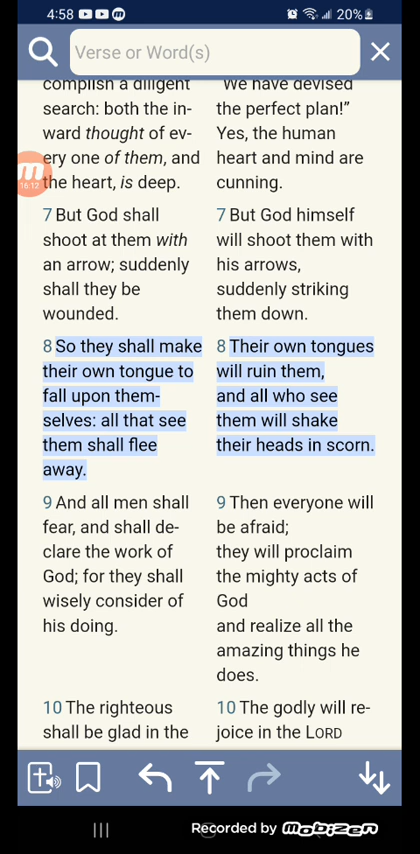 4:58
20%
Verse or Word(s)
complish a diligent
search: both the in-
ward thought of ev-
ery one of them, and
the heart, is deep.
16:12
7 But God shall
shoot at them with
an arrow; suddenly
shall they be
wounded.
8 So they shall make
their own tongue to
fall upon them-
selves: all that see
them shall flee
away.
9 And all men shall
fear, and shall de-
clare the work of
God; for they shall
wisely consider of
his doing.
10 The righteous
shall be glad in the
"We have devised
the perfect plan!"
Yes, the human
heart and mind are
cunning.
7 But God himself
will shoot them with
his arrows,
suddenly striking
them down.
8 Their own tongues
will ruin them,
and all who see
them will shake
their heads in scorn.
9 Then everyone will
be afraid;
they will proclaim
the mighty acts of
God
and realize all the
amazing things he
does.
10 The godly will re-
joice in the LORD
Recorded by Mobizen